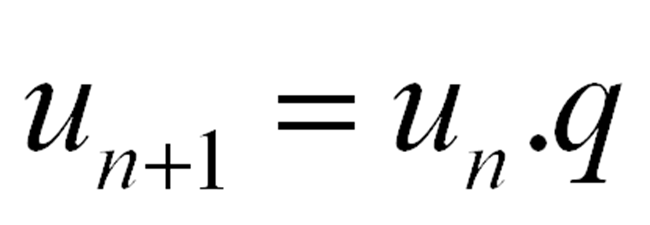 u_{n+1} = u_n.q